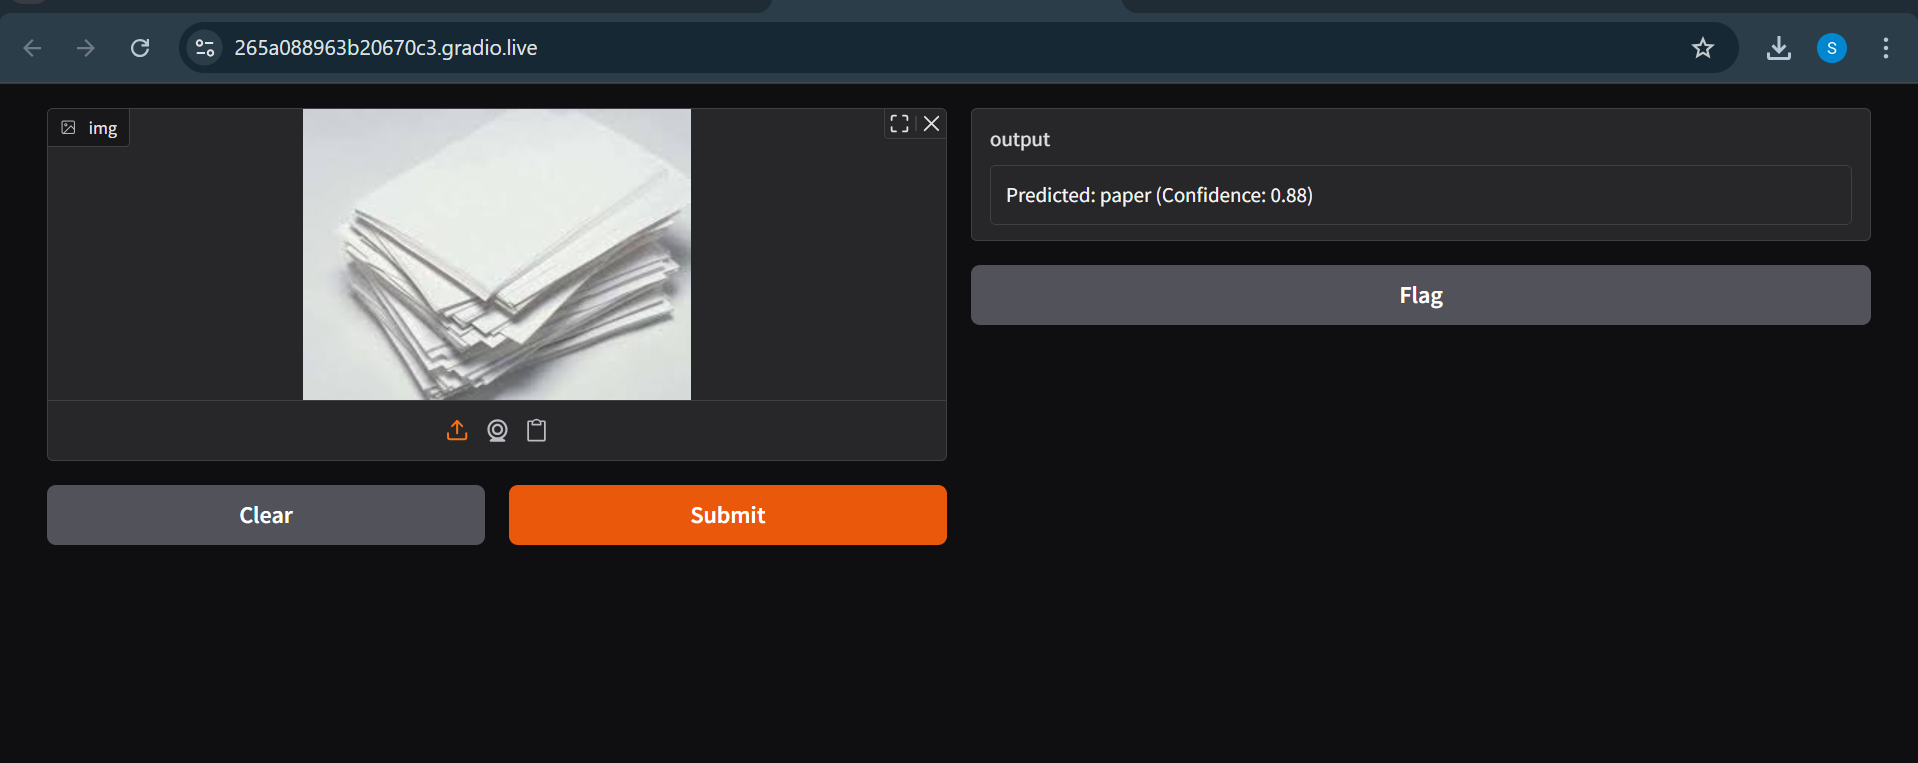 265a088963b20670c3.gradio.live
S
img
output
Predicted: paper (Confidence: 0.88)
Flag
Clear
Submit